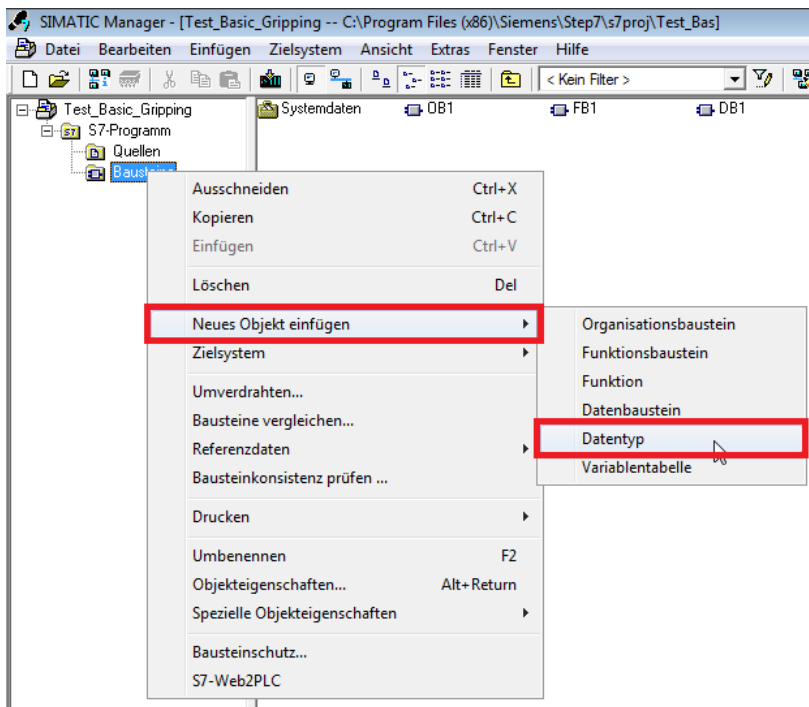 SIMATIC Manager - [Test_Basic_Gripping -- C:\Program Files (x86)\Siemens\Step7\s7proj\Test_Bas]
Datei Bearbeiten Einfügen Zielsystem Ansicht Extras Fenster Hilfe
< Kein Filter >
Test_Basic_Gripping
S7-Programm
Quellen
Bausteine
Systemdaten OB1 FB1 DB1
Ausschneiden Ctrl+X
Kopieren Ctrl+C
Einfügen Ctrl+V
Löschen Del
Neues Objekt einfügen
Zielsystem
Umverdrahten...
Bausteine vergleichen...
Referenzdaten
Bausteinkonsistenz prüfen ...
Drucken
Umbenennen F2
Objekteigenschaften... Alt+Return
Spezielle Objekteigenschaften
Bausteinschutz...
S7-Web2PLC
Organisationsbaustein
Funktionsbaustein
Funktion
Datenbaustein
Datentyp
Variablentabelle